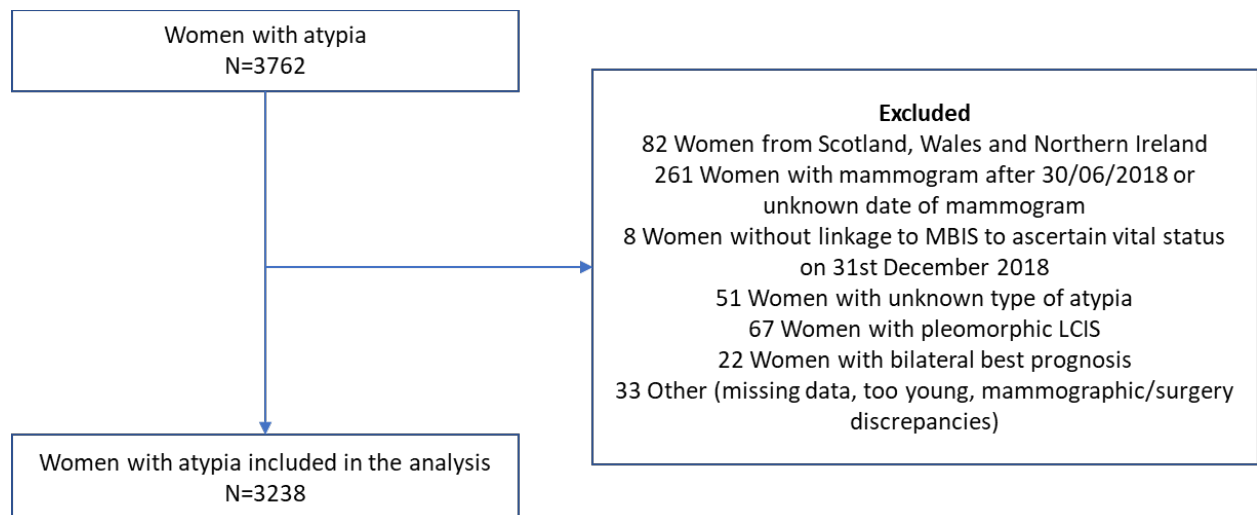 Women with atypia
N=3762
Excluded
82 Women from Scotland, Wales and Northern Ireland
261 Women with mammogram after 30/06/2018 or
unknown date of mammogram
8 Women without linkage to MBIS to ascertain vital status
on 31st December 2018
51 Women with unknown type of atypia
67 Women with pleomorphic LCIS
22 Women with bilateral best prognosis
33 Other (missing data, too young, mammographic/surgery
discrepancies)
Women with atypia included in the analysis
N=3238